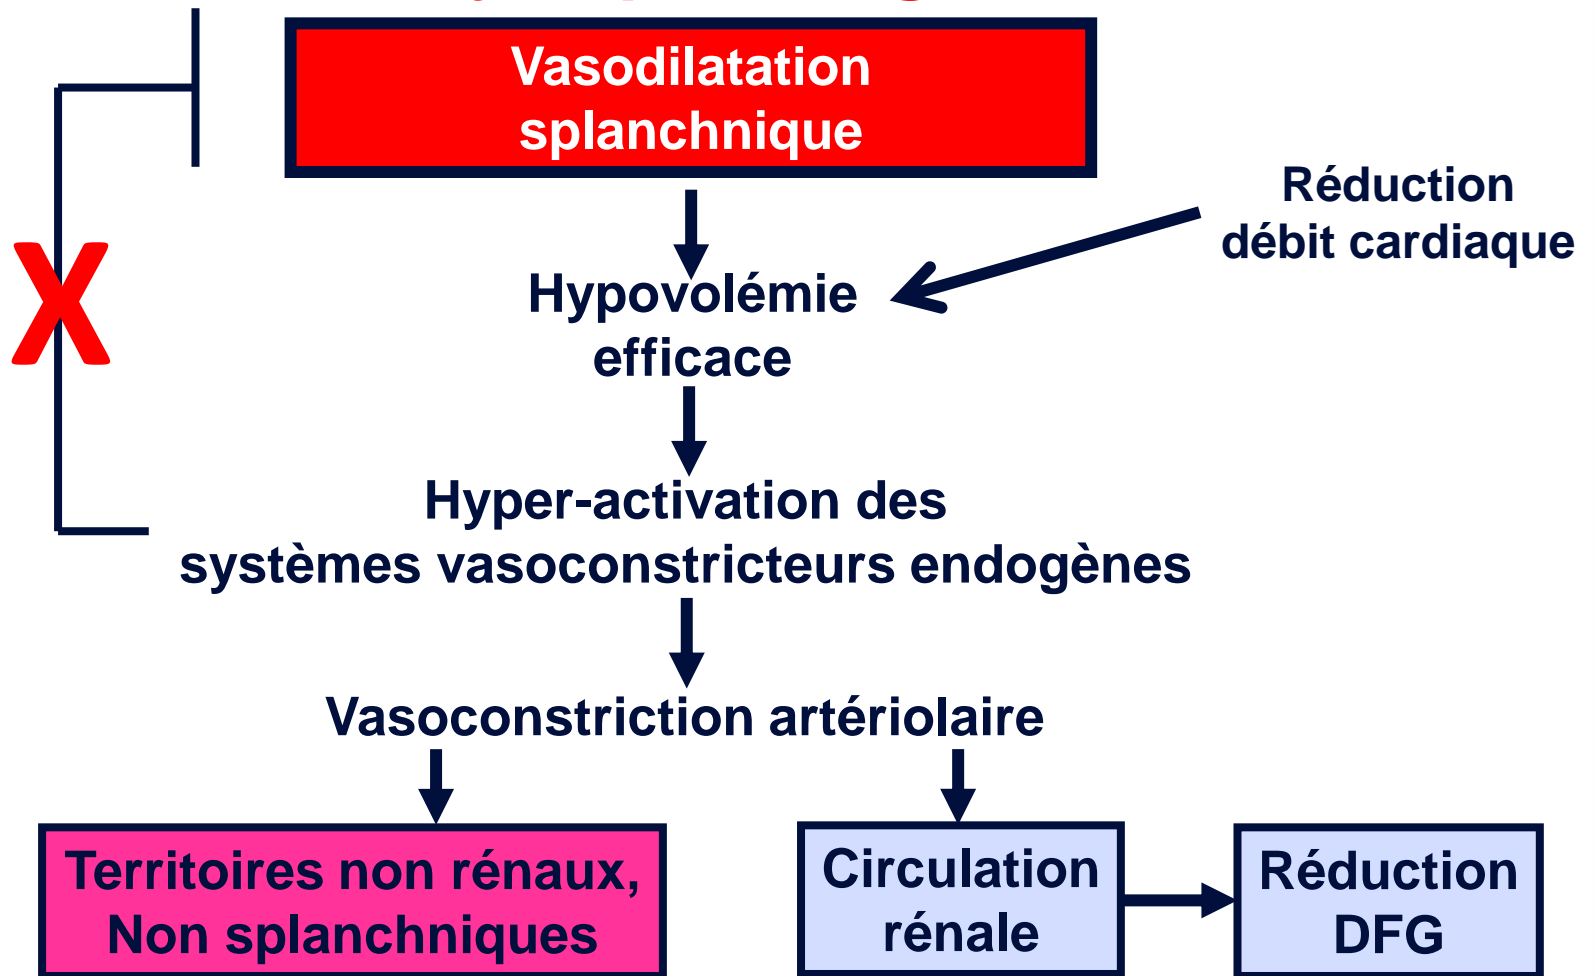 Vasodilatation
splanchnique
Réduction
débit cardiaque
Hypovolémie
efficace
X
Hyper-activation des
systèmes vasoconstricteurs endogènes
Vasoconstriction artériolaire
Territoires non rénaux,
Non splanchniques
Circulation
rénale
Réduction
DFG